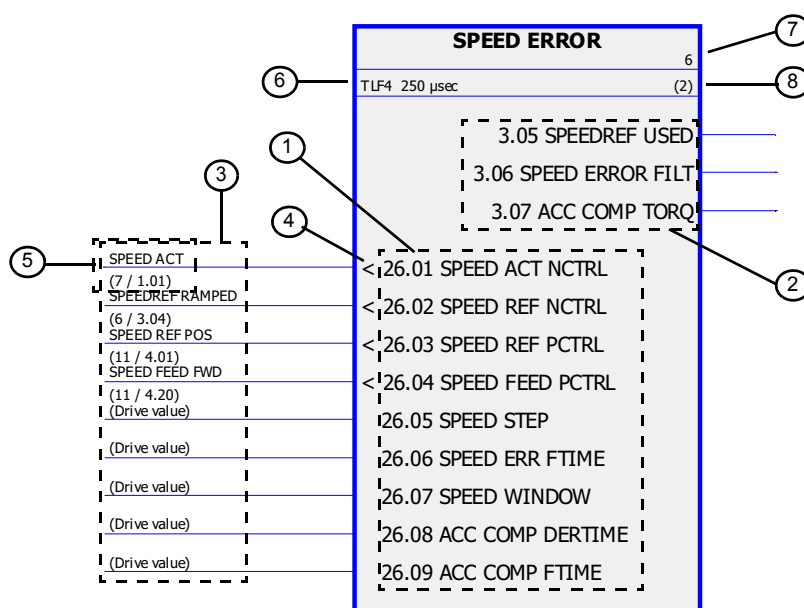 SPEED ERROR
7
6
6
TLF4 250 µsec
(2)
8
3.05 SPEEDREF USED
1
3.06 SPEED ERROR FILT
3
3.07 ACC COMP TORQ
4
5
SPEED ACT
< 26.01 SPEED ACT NCTRL
2
(7 / 1.01)
SPEEDREF RAMPED
< 26.02 SPEED REF NCTRL
(6 / 3.04)
SPEED REF POS
< 26.03 SPEED REF PCTRL
(11 / 4.01)
SPEED FEED FWD
< 26.04 SPEED FEED PCTRL
(11 / 4.20)
(Drive value)
26.05 SPEED STEP
(Drive value)
26.06 SPEED ERR FTIME
(Drive value)
26.07 SPEED WINDOW
(Drive value)
26.08 ACC COMP DERTIME
(Drive value)
26.09 ACC COMP FTIME